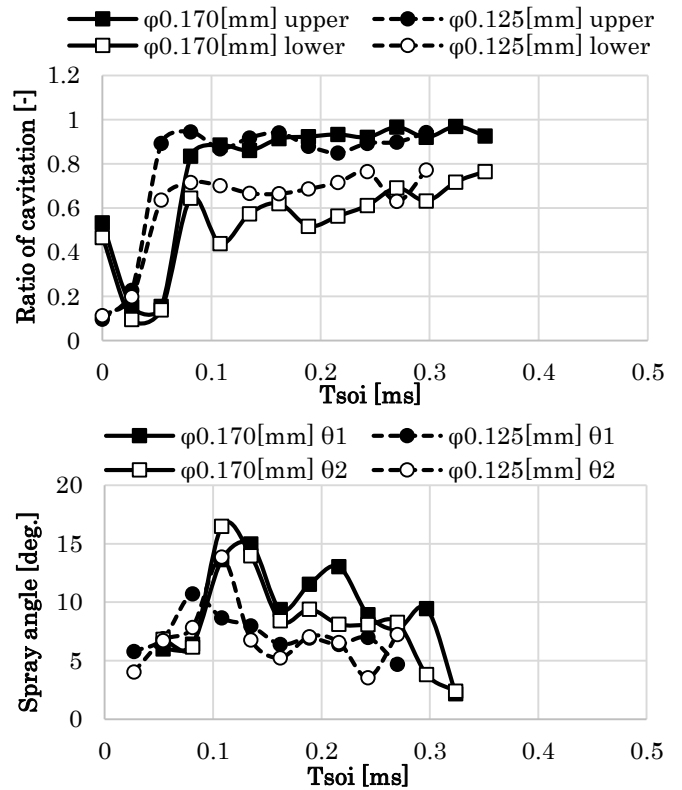 φ0.170[mm] upper φ0.125[mm] upper
φ0.170[mm] lower φ0.125[mm] lower
1.2
1
0.8
0.6
0.4
0.2
0
Ratio of cavitation [-]
0 0.1 0.2 0.3 0.4 0.5
Tsoi [ms]
φ0.170[mm] θ1 φ0.125[mm] θ1
φ0.170[mm] θ2 φ0.125[mm] θ2
20
15
10
5
0
Spray angle [deg.]
0 0.1 0.2 0.3 0.4 0.5
Tsoi [ms]